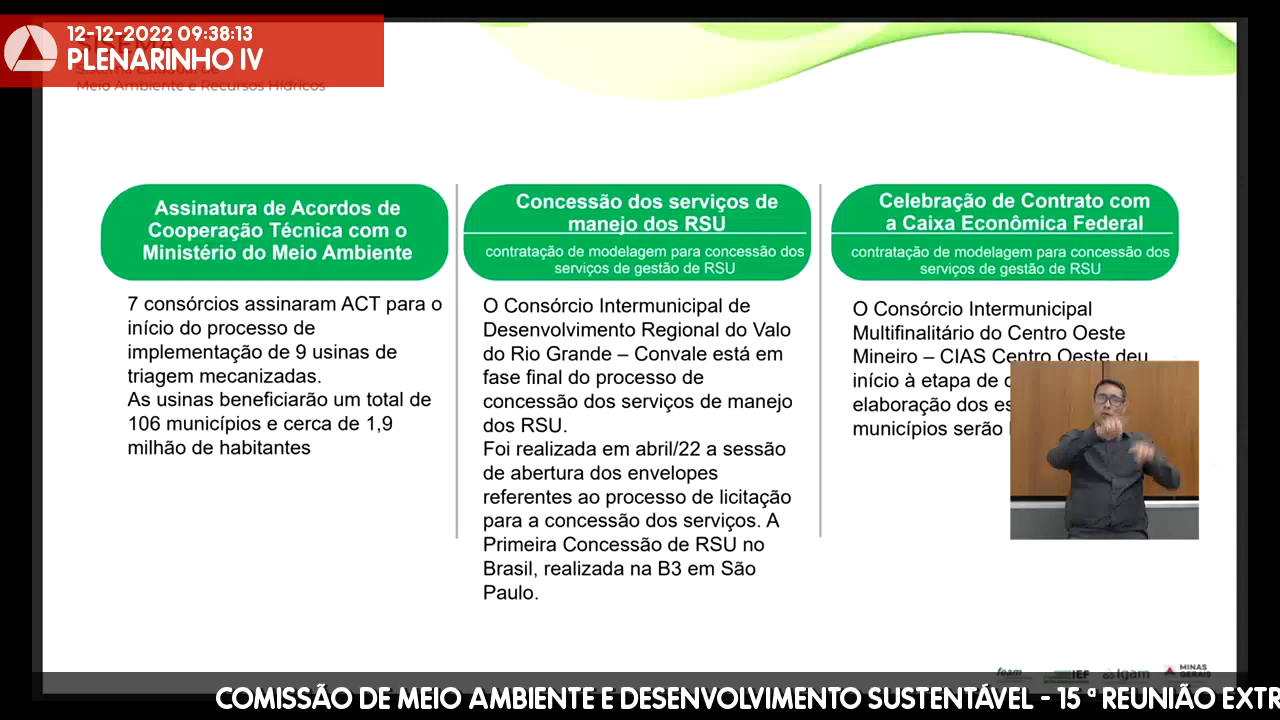 12-12-2022 09:38:13
PLENARINHO IV
SISEMA
Sistema Estadual de
Meio Ambiente e Recursos Hídricos
Assinatura de Acordos de
Cooperação Técnica com o
Ministério do Meio Ambiente
7 consórcios assinaram ACT para o
início do processo de
implementação de 9 usinas de
triagem mecanizadas.
As usinas beneficiarão um total de
106 municípios e cerca de 1,9
milhão de habitantes
Concessão dos serviços de
manejo dos RSU
contratação de modelagem para concessão dos
serviços de gestão de RSU
O Consórcio Intermunicipal de
Desenvolvimento Regional do Valo
do Rio Grande – Convale está em
fase final do processo de
concessão dos serviços de manejo
dos RSU.
Foi realizada em abril/22 a sessão
de abertura dos envelopes
referentes ao processo de licitação
para a concessão dos serviços. A
Primeira Concessão de RSU no
Brasil, realizada na B3 em São
Paulo.
Celebração de Contrato com
a Caixa Econômica Federal
contratação de modelagem para concessão dos
serviços de gestão de RSU
O Consórcio Intermunicipal
Multifinalitário do Centro Oeste
Mineiro – CIAS Centro Oeste deu
início à etapa de
elaboração dos
municípios serão
feam
IEF
Igam
MINAS
GERAIS
COMISSÃO DE MEIO AMBIENTE E DESENVOLVIMENTO SUSTENTÁVEL - 15 ª REUNIÃO EXTR